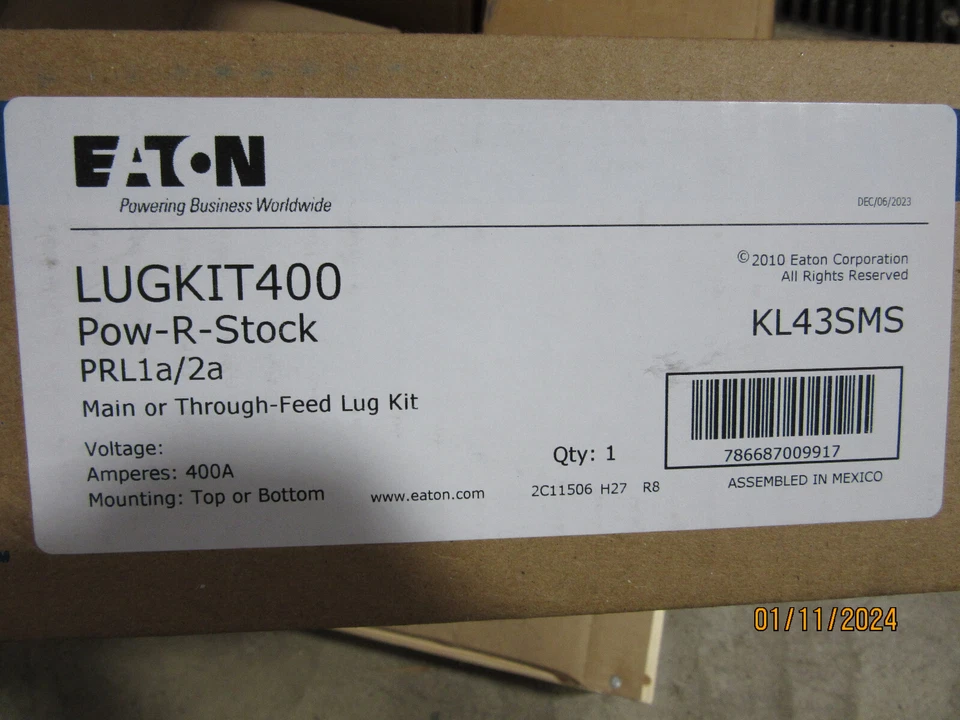 EATON
Powering Business Worldwide
DEC/06/2023
LUGKIT400
Pow-R-Stock
PRL1a/2a
Main or Through-Feed Lug Kit
Voltage:
Amperes: 400A
Mounting: Top or Bottom
www.eaton.com
© 2010 Eaton Corporation
All Rights Reserved
KL43SMS
Qty: 1
2C11506 H27 R8
786687009917
ASSEMBLED IN MEXICO
01/11/2024